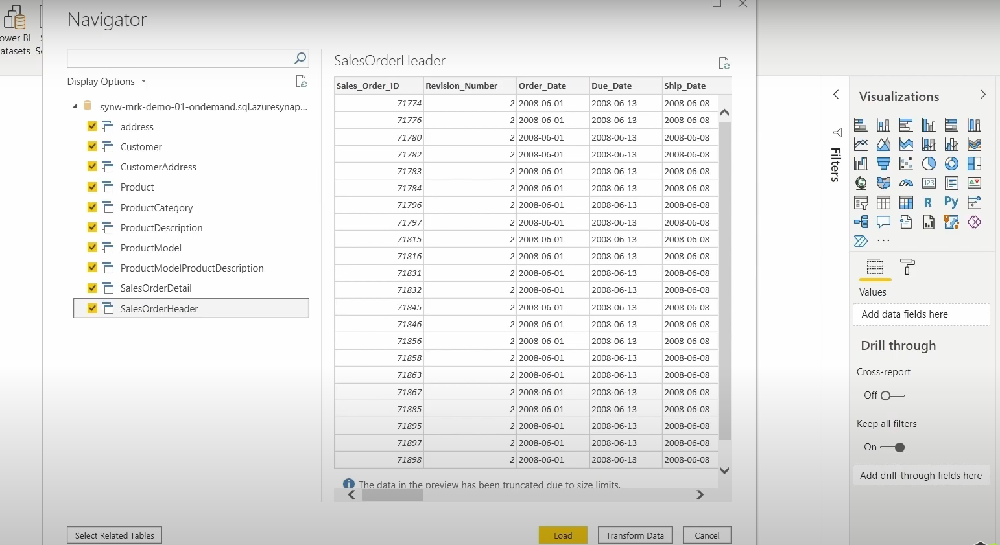 Navigator
ower BI
atasets
Display Options
synw-mrk-demo-01-ondemand.sql.azuresynap...
address
Customer
CustomerAddress
Product
ProductCategory
ProductDescription
ProductModel
ProductModelProductDescription
SalesOrderDetail
SalesOrderHeader
SalesOrderHeader
Sales_Order_ID Revision_Number Order_Date Due_Date Ship_Date
71774 2 2008-06-01 2008-06-13 2008-06-08
71776 2 2008-06-01 2008-06-13 2008-06-08
71780 2 2008-06-01 2008-06-13 2008-06-08
71782 2 2008-06-01 2008-06-13 2008-06-08
71783 2 2008-06-01 2008-06-13 2008-06-08
71784 2 2008-06-01 2008-06-13 2008-06-08
71796 2 2008-06-01 2008-06-13 2008-06-08
71797 2 2008-06-01 2008-06-13 2008-06-08
71815 2 2008-06-01 2008-06-13 2008-06-08
71816 2 2008-06-01 2008-06-13 2008-06-08
71831 2 2008-06-01 2008-06-13 2008-06-08
71832 2 2008-06-01 2008-06-13 2008-06-08
71845 2 2008-06-01 2008-06-13 2008-06-08
71846 2 2008-06-01 2008-06-13 2008-06-08
71856 2 2008-06-01 2008-06-13 2008-06-08
71858 2 2008-06-01 2008-06-13 2008-06-08
71863 2 2008-06-01 2008-06-13 2008-06-08
71867 2 2008-06-01 2008-06-13 2008-06-08
71885 2 2008-06-01 2008-06-13 2008-06-08
71895 2 2008-06-01 2008-06-13 2008-06-08
71897 2 2008-06-01 2008-06-13 2008-06-08
71898 2 2008-06-01 2008-06-13 2008-06-08
The data in the preview has been truncated due to size limits.
Select Related Tables
Load
Transform Data
Cancel
Filters
Visualizations
123
R
Py
...
Values
Add data fields here
Drill through
Cross-report
Off
Keep all filters
On
Add drill-through fields here